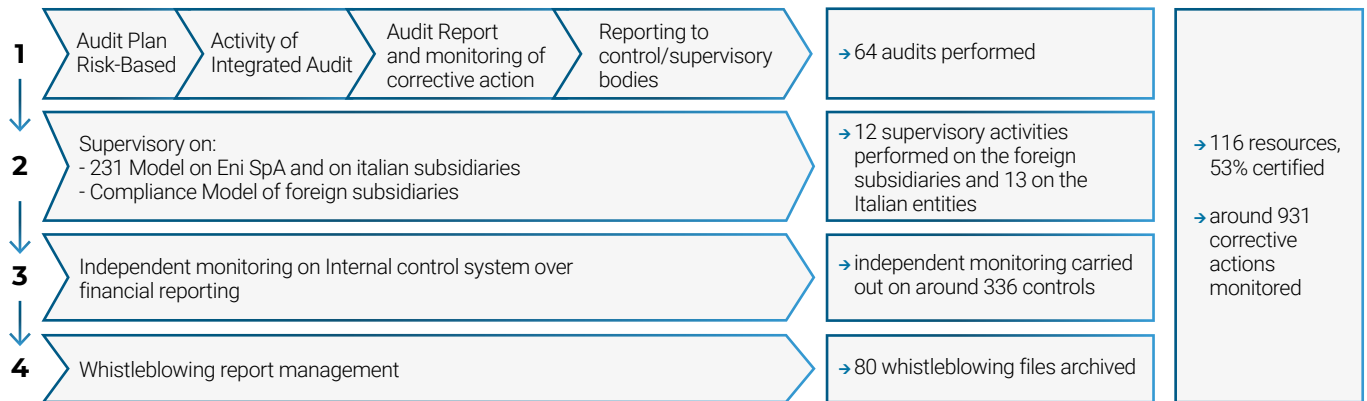 1
Audit Plan
Risk-Based
Activity of
Integrated Audit
Audit Report
and monitoring of
corrective action
Reporting to
control/supervisory
bodies
→ 64 audits performed
2
Supervisory on:
- 231 Model on Eni SpA and on italian subsidiaries
- Compliance Model of foreign subsidiaries
→ 12 supervisory activities
performed on the foreign
subsidiaries and 13 on the
Italian entities
3
Independent monitoring on Internal control system over
financial reporting
→ independent monitoring carried
out on around 336 controls
4
Whistleblowing report management
→ 80 whistleblowing files archived
→ 116 resources,
53% certified
→ around 931
corrective
actions
monitored